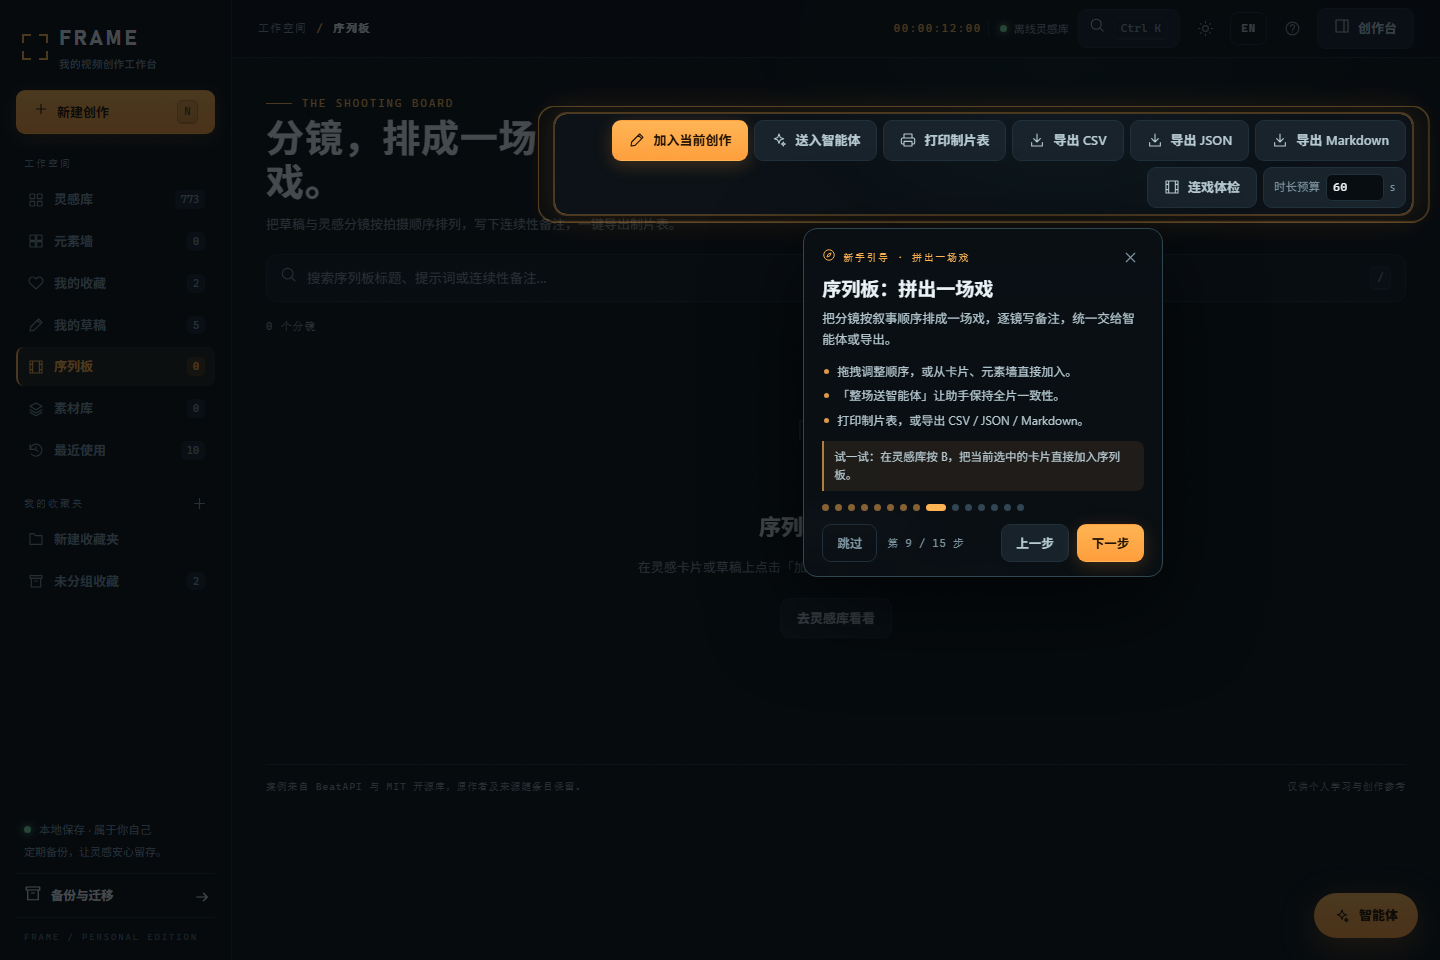 FRAME
我的视频创作工作台
新建创作 N
工作空间
灵感库 773
元素墙 0
我的收藏 2
我的草稿 5
序列板 0
素材库 0
最近使用 10
我的收藏夹
新建收藏夹
未分组收藏 2
本地保存 · 属于你自己
定期备份，让灵感安心留存。
备份与迁移
FRAME / PERSONAL EDITION
工作空间 / 序列板
00:00:12:00 离线灵感库 Ctrl K EN 创作台
THE SHOOTING BOARD
分镜，排成一场
戏。
把草稿与灵感分镜按拍摄顺序排列，写下连续性备注，一键导出制片表。
加入当前创作 送入智能体 打印制片表 导出 CSV 导出 JSON 导出 Markdown
连戏体检 时长预算 60 s
搜索序列板标题、提示词或连续性备注... /
0 个分镜
新手引导 · 拼出一场戏
序列板：拼出一场戏
把分镜按叙事顺序排成一场戏，逐镜写备注，统一交给智
能体或导出。
拖拽调整顺序，或从卡片、元素墙直接加入。
「整场送智能体」让助手保持全片一致性。
打印制片表，或导出 CSV / JSON / Markdown。
试一试：在灵感库按 B，把当前选中的卡片直接加入序列
板。
跳过 第 9 / 15 步 上一步 下一步
序列
在灵感卡片或草稿上点击「加
去灵感库看看
案例来自 BeatAPI 与 MIT 开源库，原作者及来源随条目保留。
仅供个人学习与创作参考
智能体